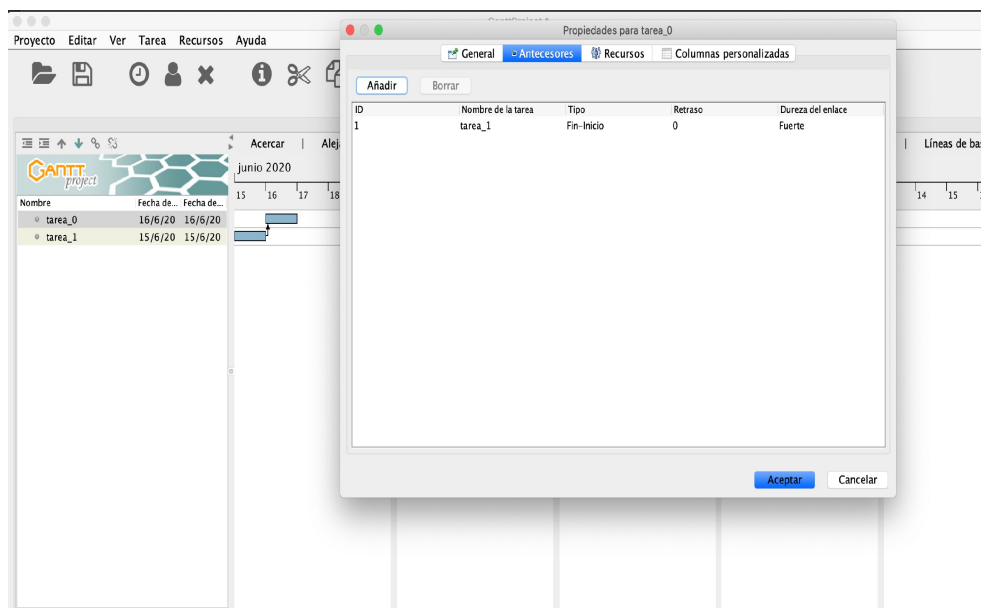 Proyecto Editar Ver Tarea Recursos Ayuda
Propiedades para tarea_0
General Antecesores Recursos Columnas personalizadas
Añadir Borrar
ID Nombre de la tarea Tipo Retraso Dureza del enlace
1 tarea_1 Fin-Inicio 0 Fuerte
Acercar | Alej
| Líneas de bas
GANTT
project
junio 2020
15 16 17 18
14 15
Nombre Fecha de... Fecha de...
tarea_0 16/6/20 16/6/20
tarea_1 15/6/20 15/6/20
Aceptar Cancelar